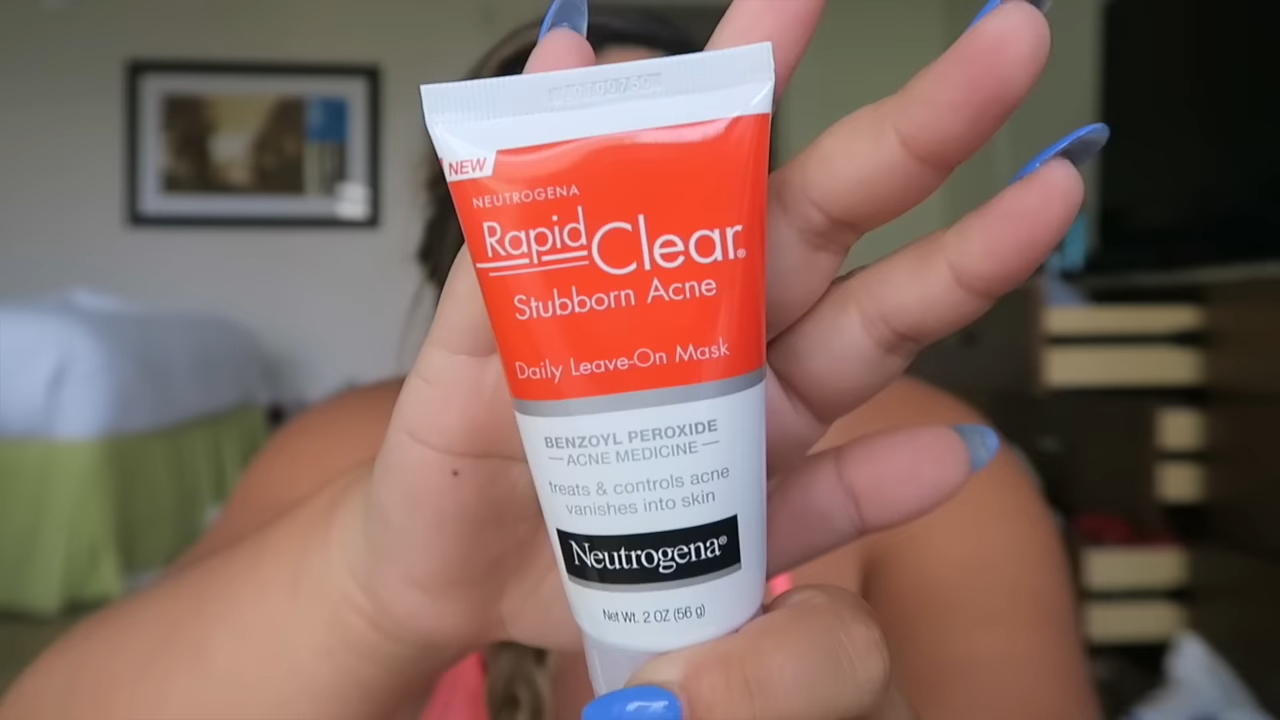 NEW
NEUTROGENA
Rapid Clear®
Stubborn Acne
Daily Leave-On Mask
BENZOYL PEROXIDE
—ACNE MEDICINE—
treats & controls acne
vanishes into skin
Neutrogena®
Net Wt. 2 OZ (56 g)